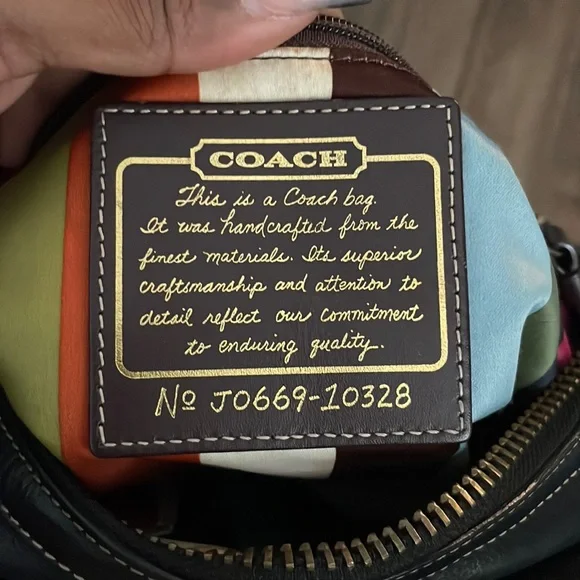 COACH
This is a Coach bag.
It was handcrafted from the
finest materials. Its superior
craftsmanship and attention to
detail reflect our commitment
to enduring quality.
Nº J0669-10328